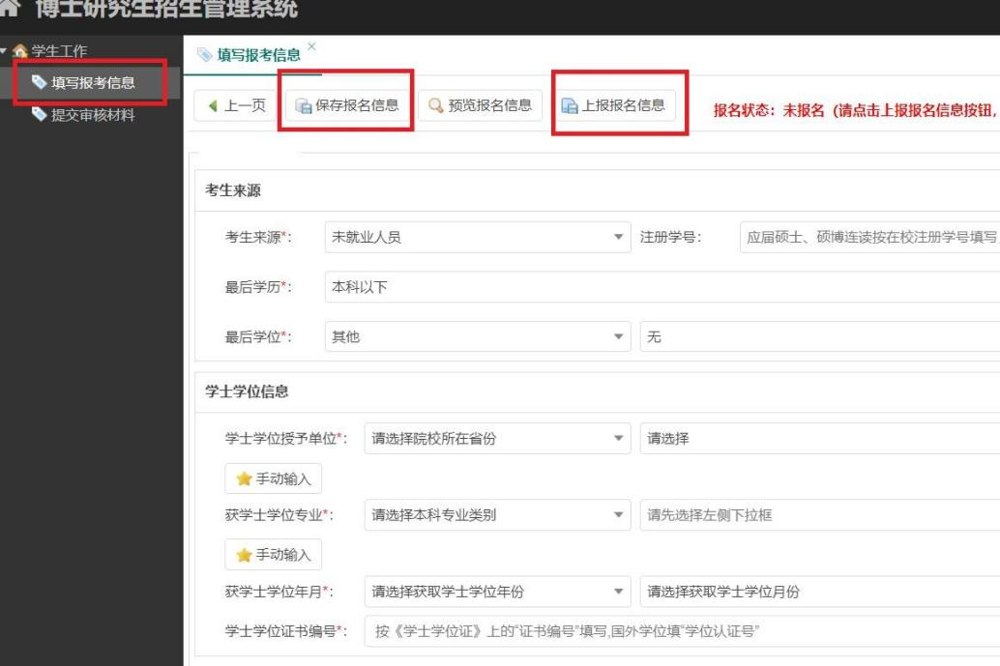 博士研究生招生管理系统
学生工作
填写报考信息
提交审核材料
填写报考信息 ×
上一页 保存报名信息 预览报名信息 上报报名信息 报名状态：未报名（请点击上报报名信息按钮，
考生来源
考生来源*： 未就业人员 注册学号： 应届硕士、硕博连读按在校注册学号填写
最后学历*： 本科以下
最后学位*： 其他 无
学士学位信息
学士学位授予单位*： 请选择院校所在省份 请选择
手动输入
获学士学位专业*： 请选择本科专业类别 请先选择左侧下拉框
手动输入
获学士学位年月*： 请选择获取学士学位年份 请选择获取学士学位月份
学士学位证书编号*： 按《学士学位证》上的“证书编号”填写,国外学位填“学位认证号”